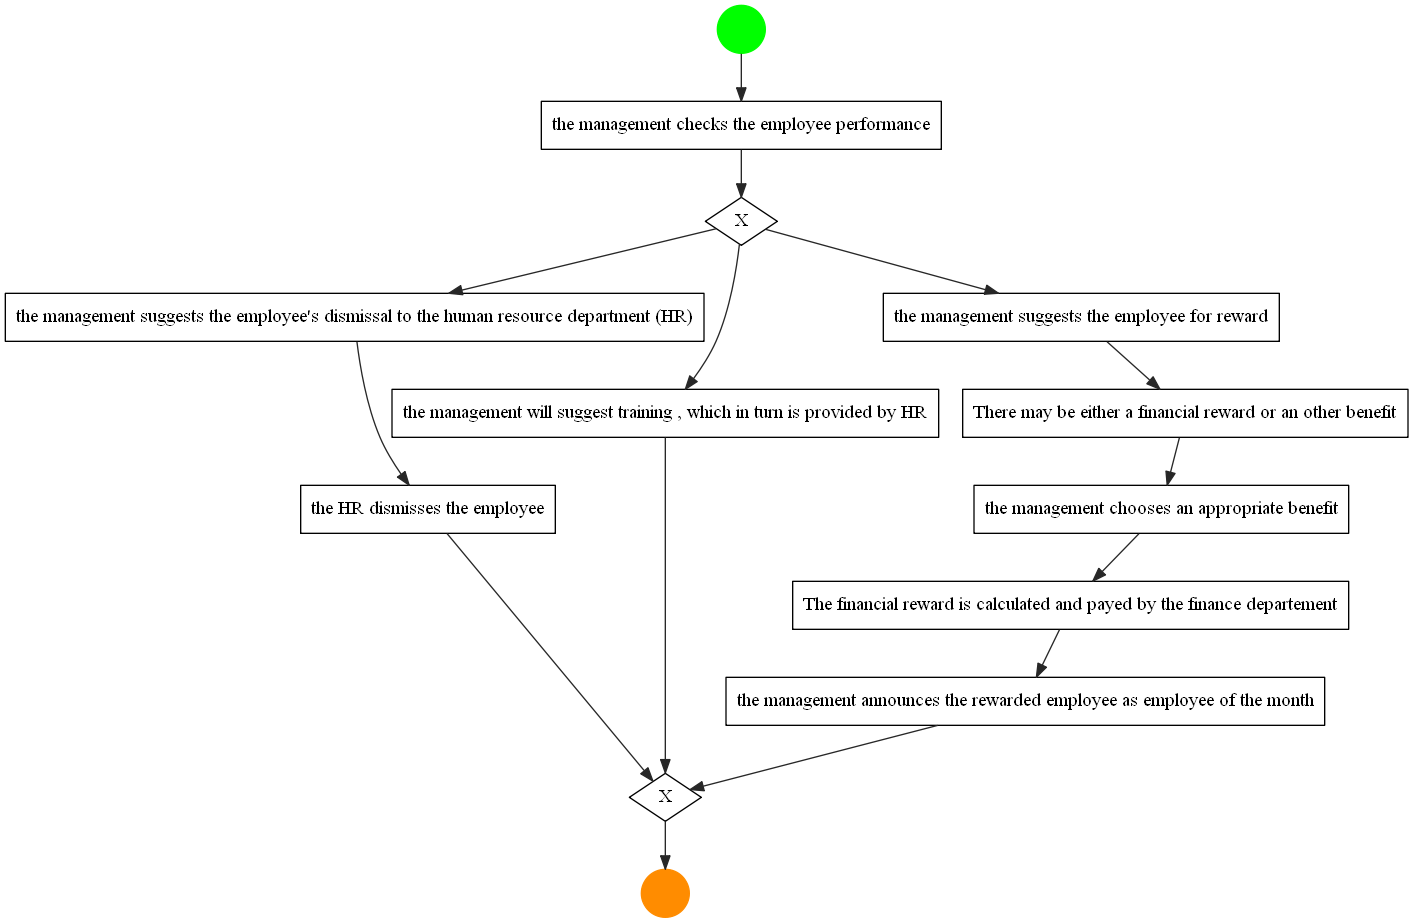 the management checks the employee performance
X
the management suggests the employee's dismissal to the human resource department (HR)
the management suggests the employee for reward
the management will suggest training , which in turn is provided by HR
There may be either a financial reward or an other benefit
the HR dismisses the employee
the management chooses an appropriate benefit
The financial reward is calculated and payed by the finance departement
the management announces the rewarded employee as employee of the month
X